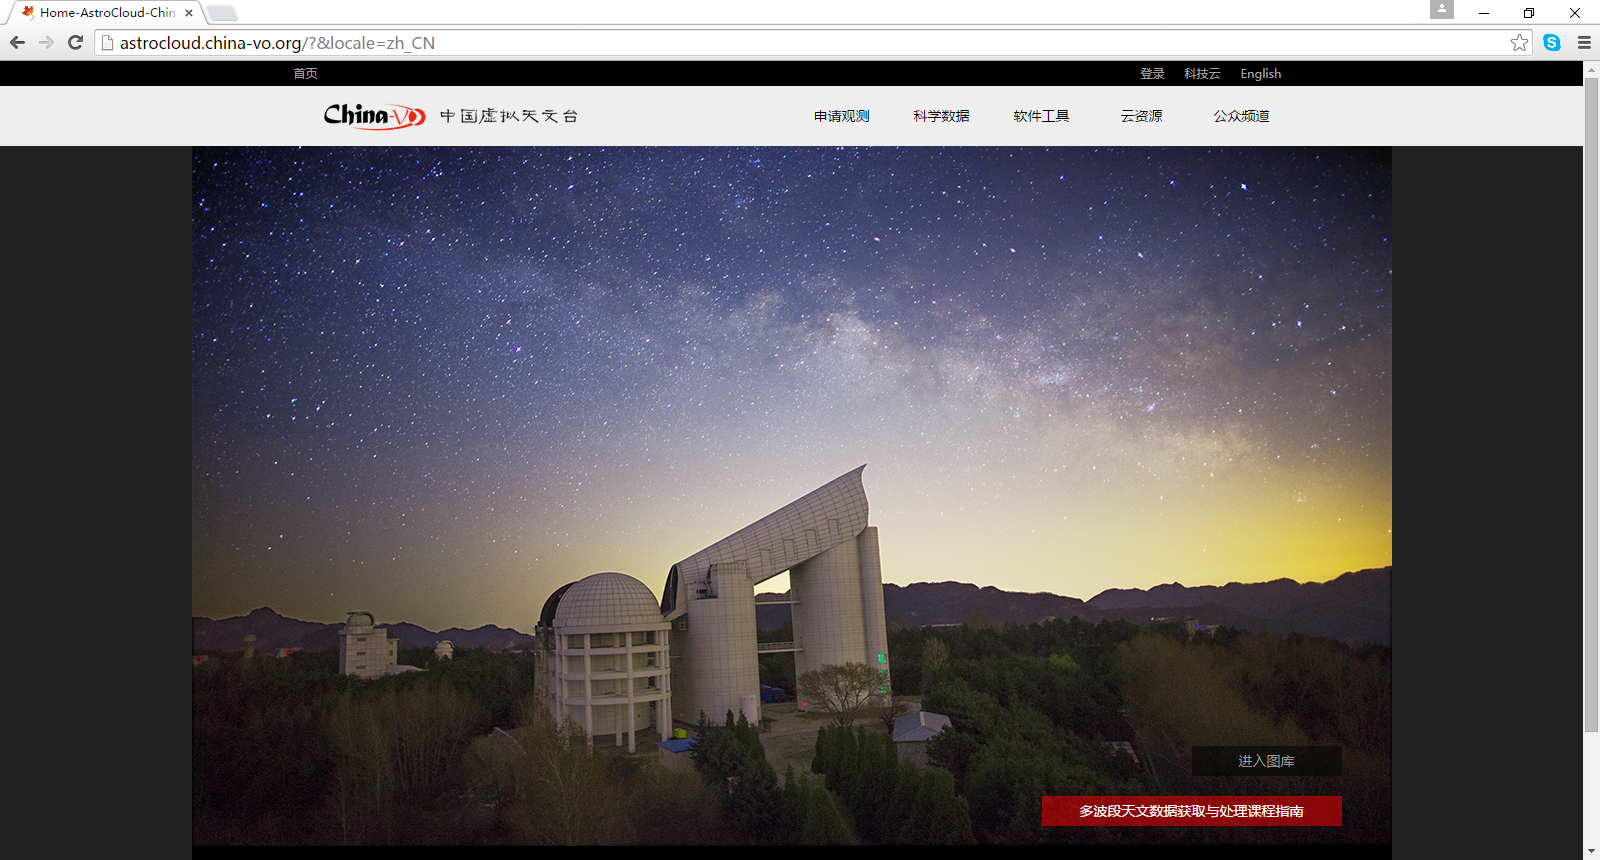 Home-AstroCloud-Chin
astrocloud.china-vo.org/?&locale=zh_CN
首页 登录 科技云 English
China-VO 中国虚拟天文台 申请观测 科学数据 软件工具 云资源 公众频道
进入图库
多波段天文数据获取与处理课程指南